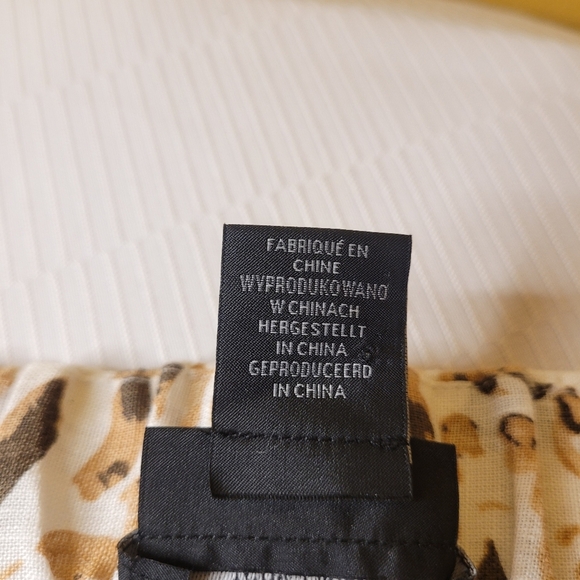 FABRIQUÉ EN
CHINE
WYPRODUKOWANO
W CHINACH
HERGESTELLT
IN CHINA
GEPRODUCEERD
IN CHINA